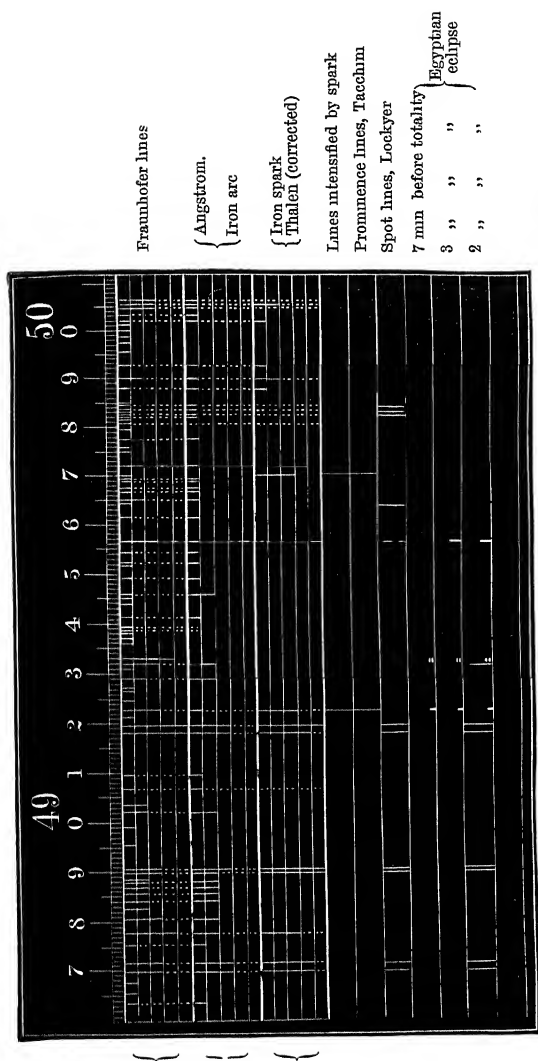 49 50
7 8 9 0 1 2 3 4 5 6 7 8 9 0
Fraunhofer lines
Angstrom.
Iron arc
Iron spark
Thalen (corrected)
Lines intensified by spark
Prominence lines, Tacchini
Spot lines, Lockyer
7 min before totality
3 „ „ „
2 „ „ „
Egyptian
eclipse